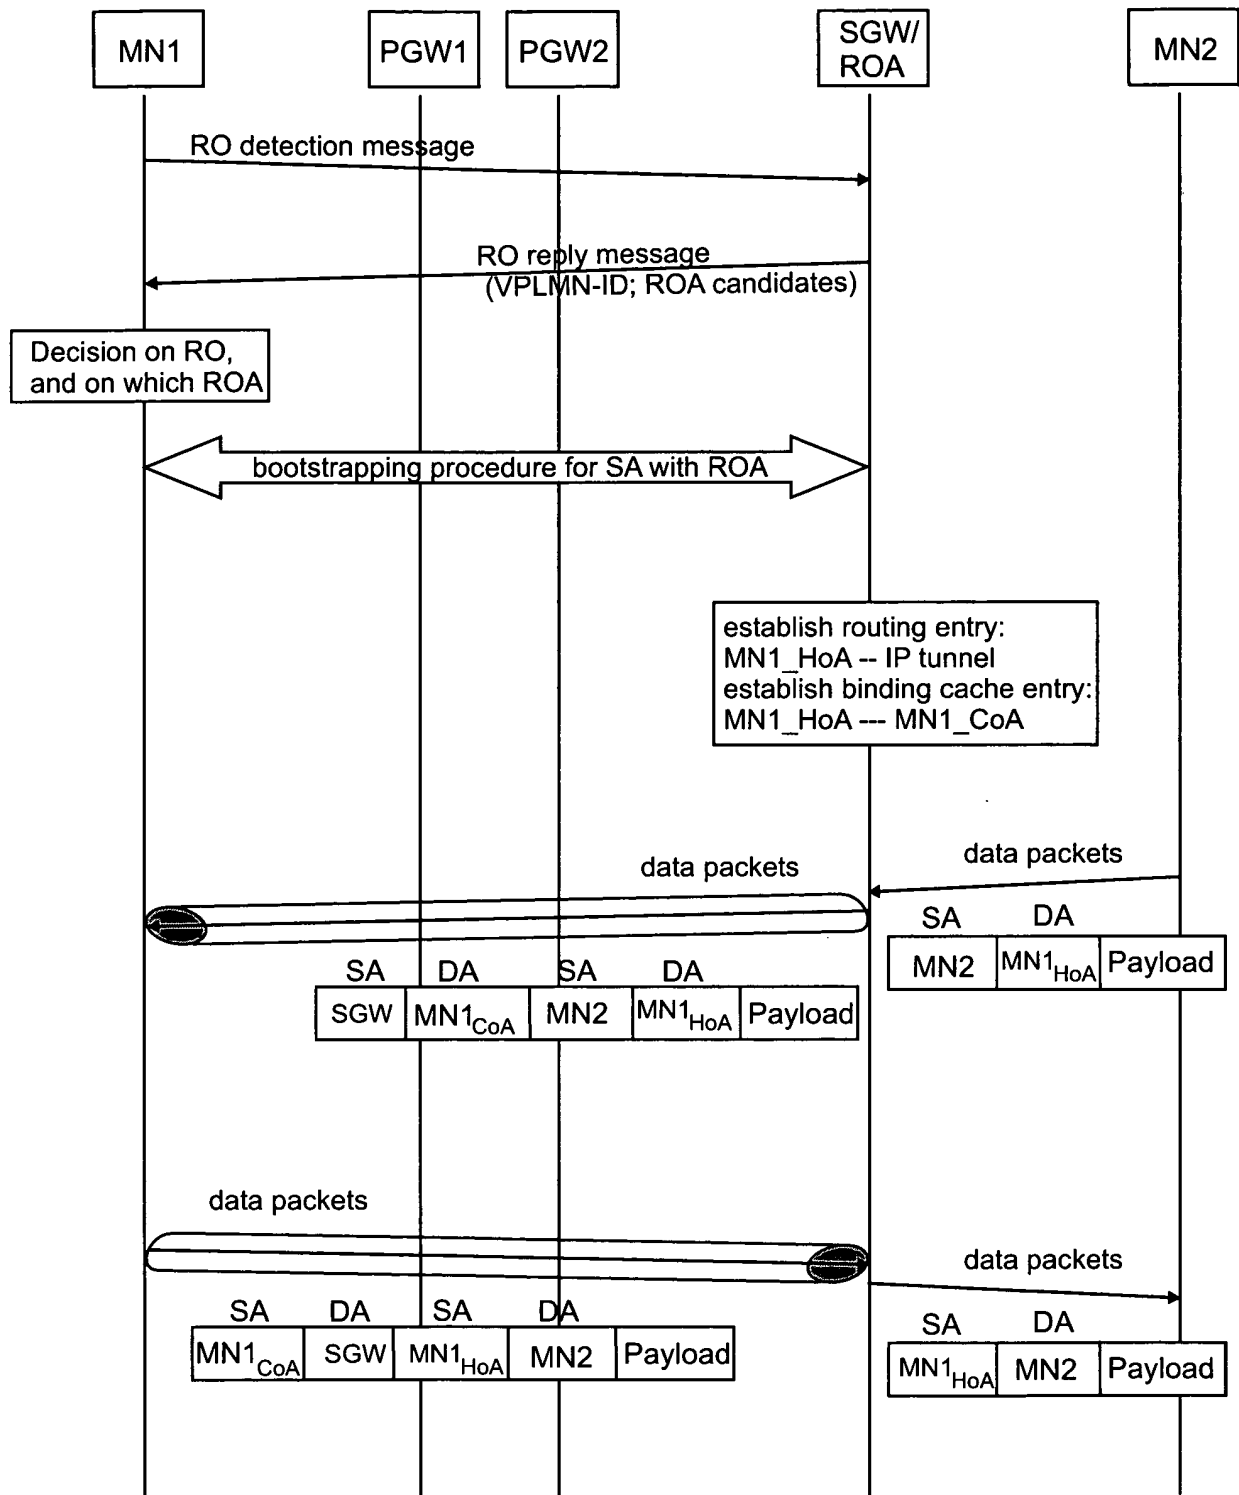 MN1
PGW1
PGW2
SGW/
ROA
MN2
RO detection message
RO reply message
(VPLMN-ID; ROA candidates)
Decision on RO,
and on which ROA
bootstrapping procedure for SA with ROA
establish routing entry:
MN1_HoA -- IP tunnel
establish binding cache entry:
MN1_HoA --- MN1_CoA
data packets
data packets
SA DA
MN2 MN1HoA Payload
SA DA SA DA
SGW MN1CoA MN2 MN1HoA Payload
data packets
data packets
SA DA SA DA
MN1CoA SGW MN1HoA MN2 Payload
SA DA
MN1HoA MN2 Payload